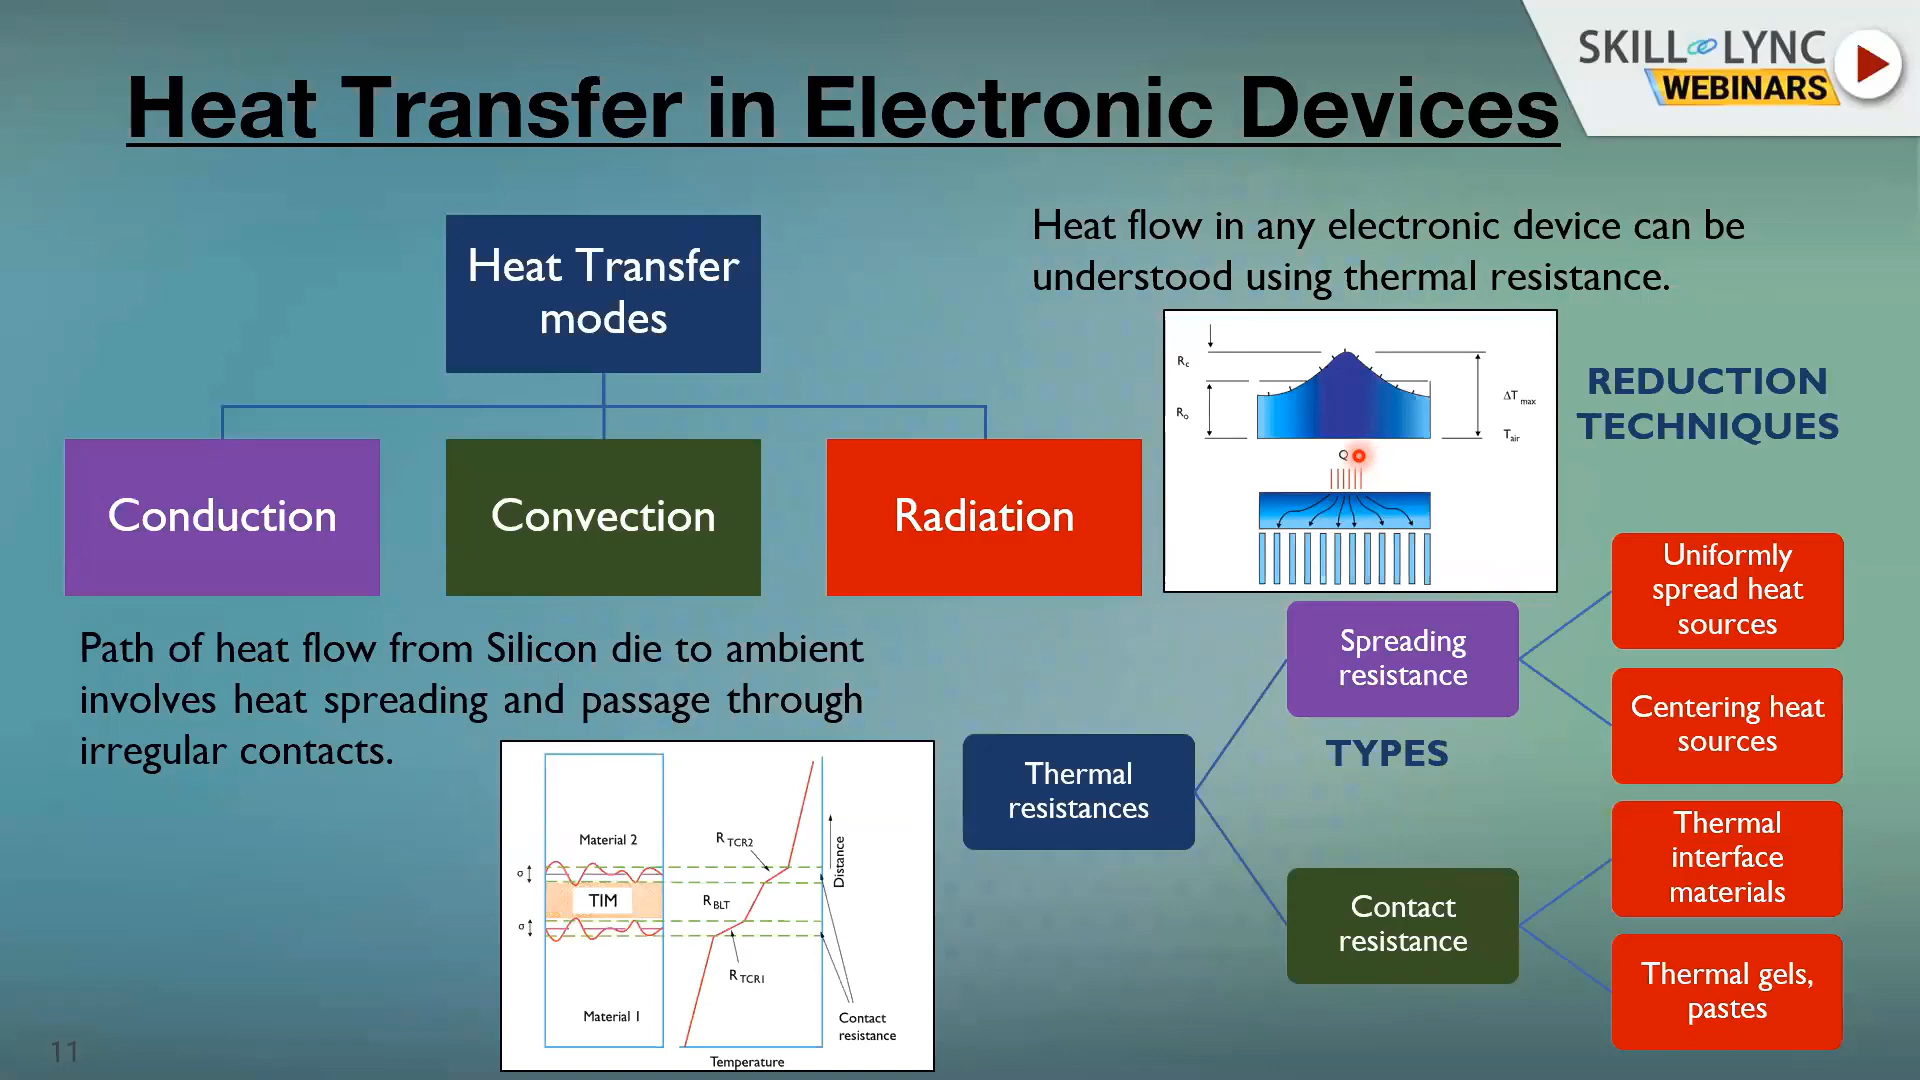 SKILL LYNC
WEBINARS
Heat Transfer in Electronic Devices
Heat Transfer
modes
Conduction
Convection
Radiation
Heat flow in any electronic device can be
understood using thermal resistance.
Rc
Ro
ΔT max
Tair
Q
REDUCTION
TECHNIQUES
Path of heat flow from Silicon die to ambient
involves heat spreading and passage through
irregular contacts.
Material 2
σ
TIM
σ
Material 1
R TCR2
R BLT
R TCR1
Distance
Contact
resistance
Temperature
Thermal
resistances
TYPES
Spreading
resistance
Contact
resistance
Uniformly
spread heat
sources
Centering heat
sources
Thermal
interface
materials
Thermal gels,
pastes
11